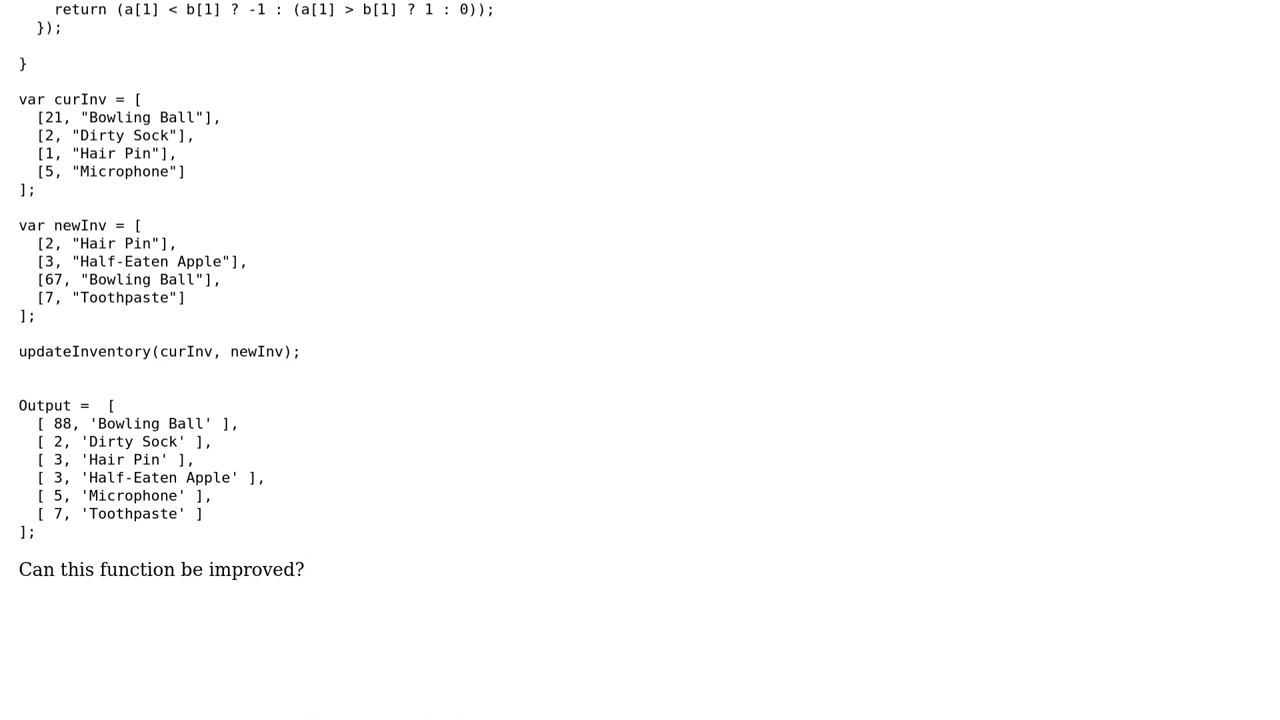 return (a[1] < b[1] ? -1 : (a[1] > b[1] ? 1 : 0));
});
}
var curInv = [
[21, "Bowling Ball"],
[2, "Dirty Sock"],
[1, "Hair Pin"],
[5, "Microphone"]
];
var newInv = [
[2, "Hair Pin"],
[3, "Half-Eaten Apple"],
[67, "Bowling Ball"],
[7, "Toothpaste"]
];
updateInventory(curInv, newInv);
Output =  [
[ 88, 'Bowling Ball' ],
[ 2, 'Dirty Sock' ],
[ 3, 'Hair Pin' ],
[ 3, 'Half-Eaten Apple' ],
[ 5, 'Microphone' ],
[ 7, 'Toothpaste' ]
];
Can this function be improved?